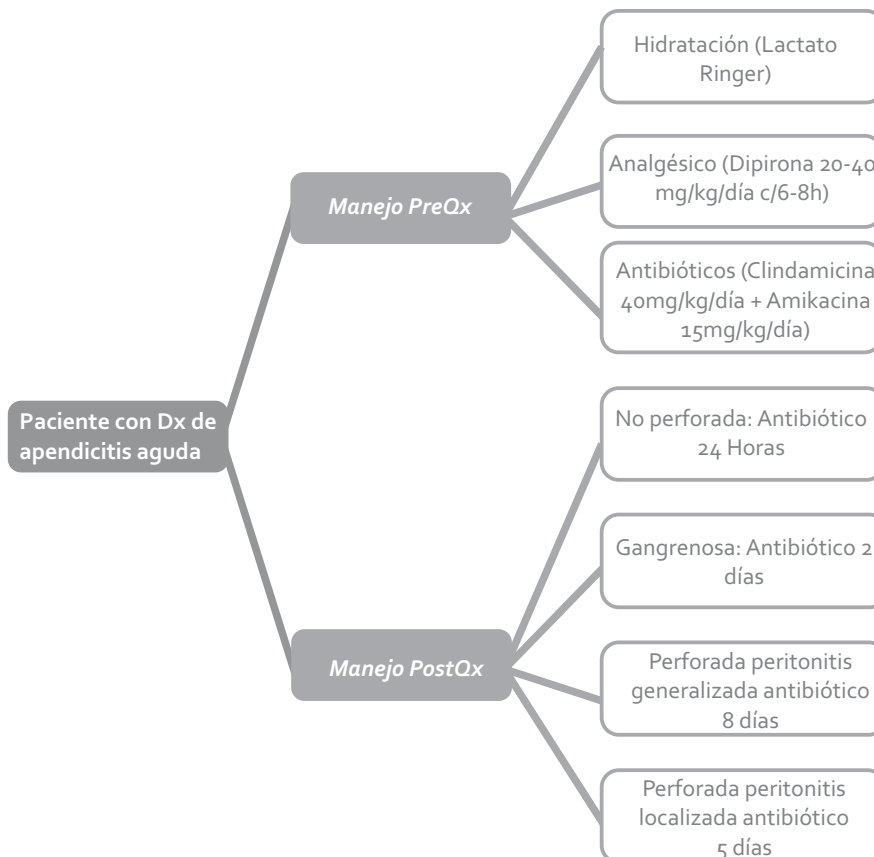 Hidratación (Lactato
Ringer)
Analgésico (Dipirona 20-40
mg/kg/día c/6-8h)
Manejo PreQx
Antibióticos (Clindamicina
40mg/kg/día + Amikacina
15mg/kg/día)
Paciente con Dx de
apendicitis aguda
No perforada: Antibiótico
24 Horas
Gangrenosa: Antibiótico 2
días
Manejo PostQx
Perforada peritonitis
generalizada antibiótico
8 días
Perforada peritonitis
localizada antibiótico
5 días